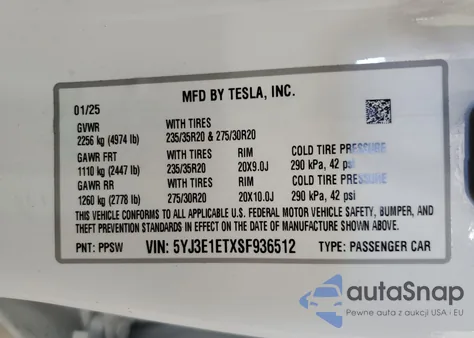 MFD BY TESLA, INC.
01/25
GVWR WITH TIRES
2256 kg (4974 lb) 235/35R20 & 275/30R20
GAWR FRT WITH TIRES RIM COLD TIRE PRESSURE
1110 kg (2447 lb) 235/35R20 20X9.0J 290 kPa, 42 psi
GAWR RR WITH TIRES RIM COLD TIRE PRESSURE
1260 kg (2778 lb) 275/30R20 20X10.0J 290 kPa, 42 psi
THIS VEHICLE CONFORMS TO ALL APPLICABLE U.S. FEDERAL MOTOR VEHICLE SAFETY, BUMPER, AND
THEFT PREVENTION STANDARDS IN EFFECT ON THE DATE OF MANUFACTURE SHOWN ABOVE.
PNT: PPSW VIN: 5YJ3E1ETXSF936512 TYPE: PASSENGER CAR
autoSnap
Pewne auta z aukcji USA i EU